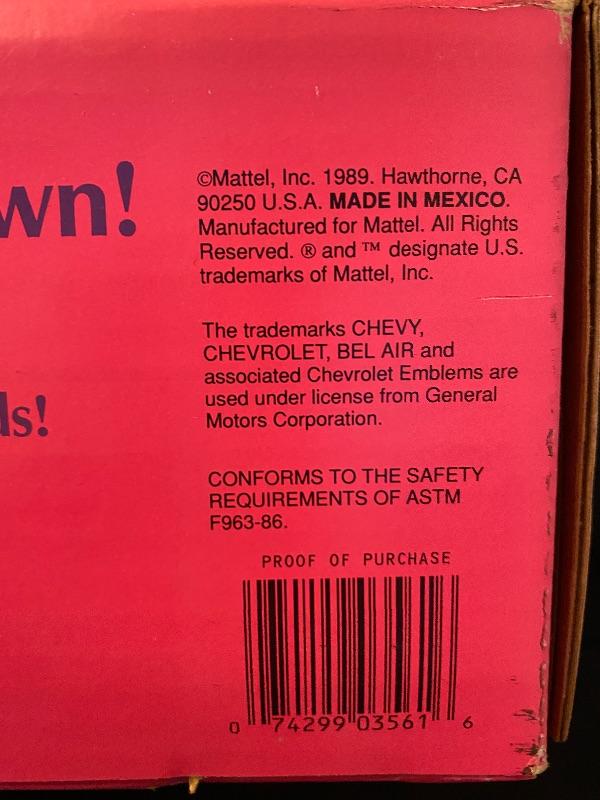 wn!
©Mattel, Inc. 1989. Hawthorne, CA
90250 U.S.A. MADE IN MEXICO.
Manufactured for Mattel. All Rights
Reserved. ® and ™ designate U.S.
trademarks of Mattel, Inc.
The trademarks CHEVY,
CHEVROLET, BEL AIR and
associated Chevrolet Emblems are
used under license from General
Motors Corporation.
ds!
CONFORMS TO THE SAFETY
REQUIREMENTS OF ASTM
F963-86.
PROOF OF PURCHASE
0 74299 03561 6